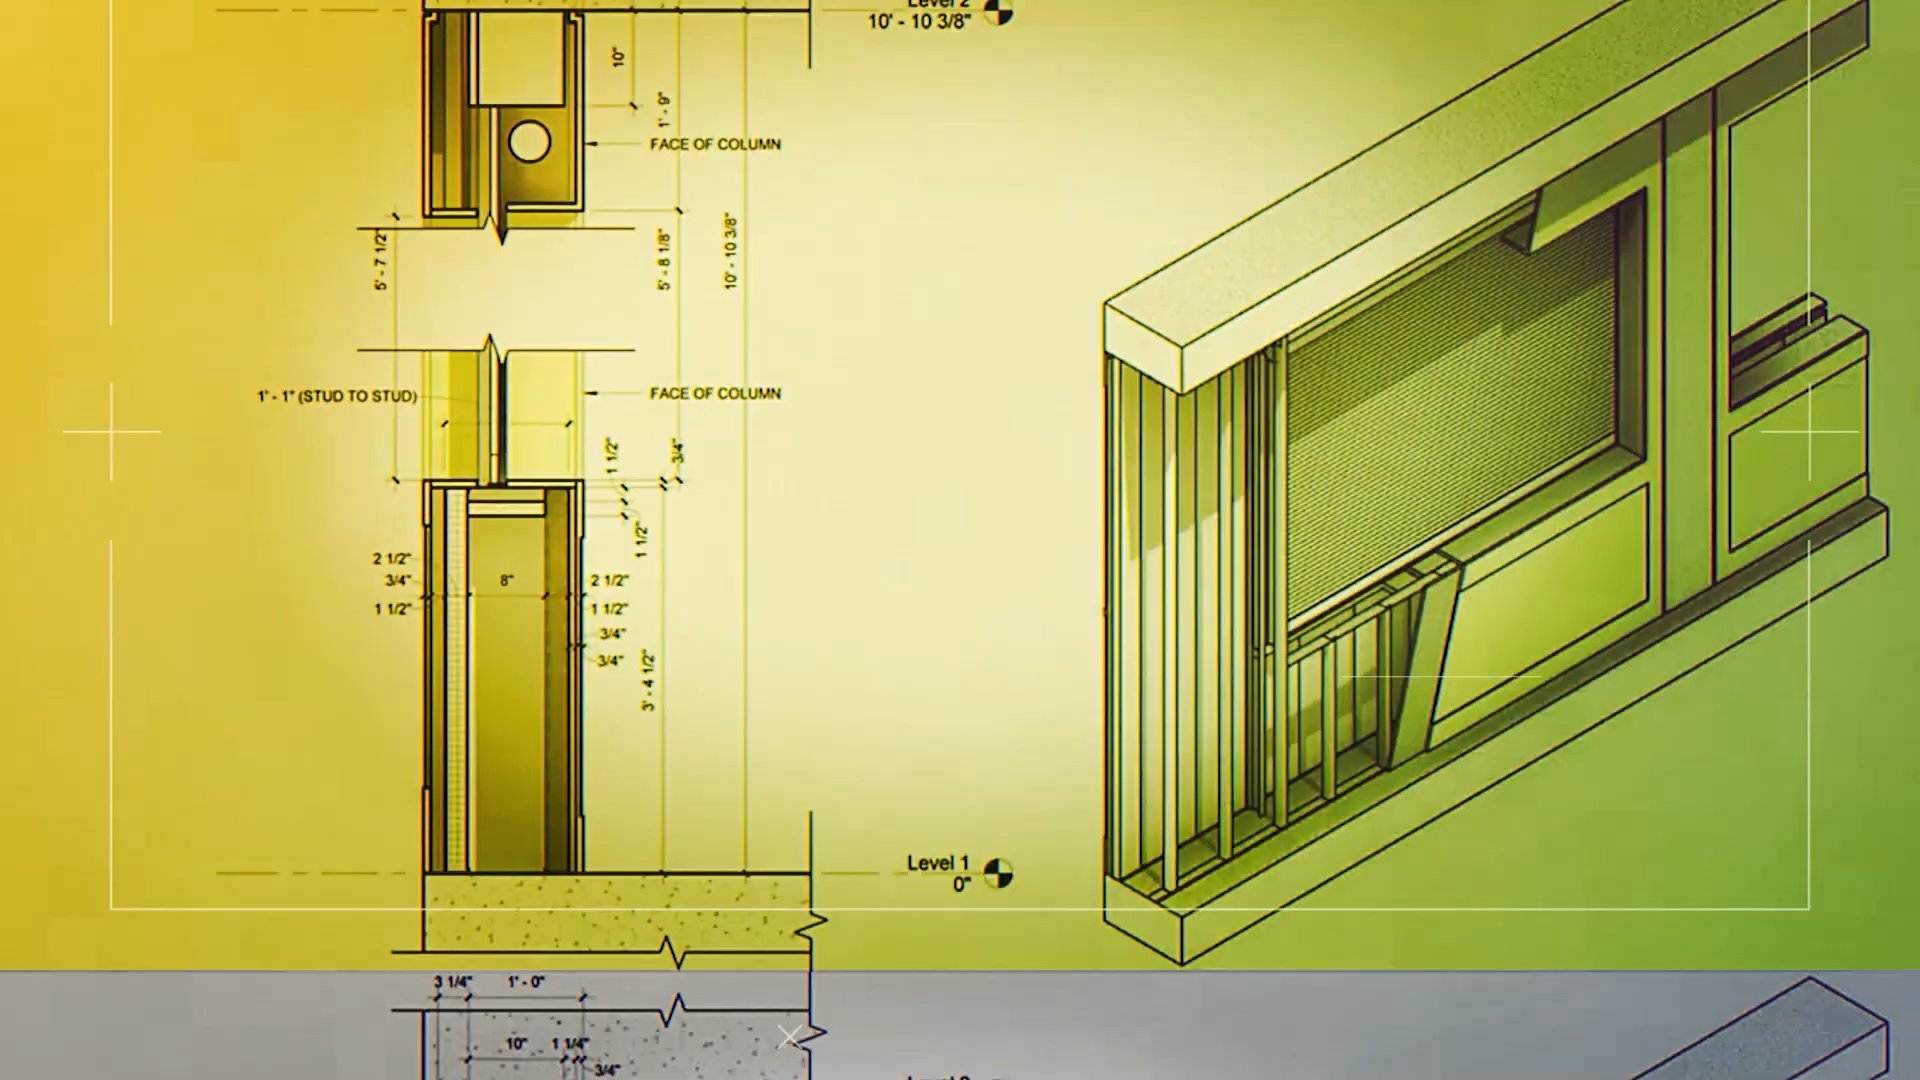 Level 2
10' - 10 3/8"
10"
1' - 9"
FACE OF COLUMN
5' - 7 1/2"
5' - 8 1/8"
10' - 10 3/8"
1' - 1" (STUD TO STUD)
FACE OF COLUMN
1 1/2"
3/4"
1 1/2"
2 1/2"
3/4"
8"
2 1/2"
1 1/2"
1 1/2"
3/4"
3/4"
3' - 4 1/2"
Level 1
0"
3 1/4"
1' - 0"
10"
1 1/4"
3/4"